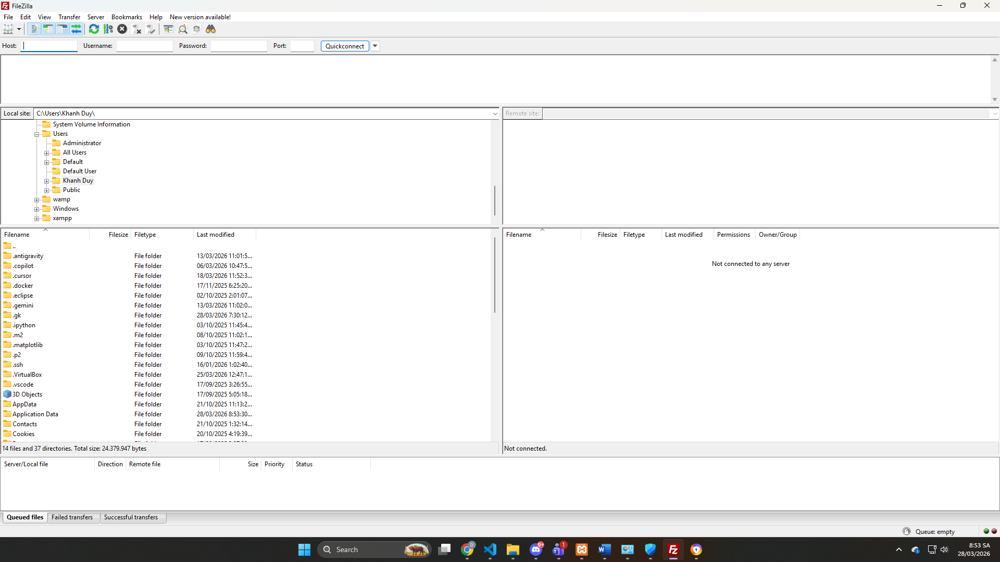 FileZilla
File Edit View Transfer Server Bookmarks Help New version available!
Host: Username: Password: Port: Quickconnect
Local site: C:\Users\Khanh Duy\
Remote site:
System Volume Information
Users
Administrator
All Users
Default
Default User
Khanh Duy
Public
wamp
Windows
xampp
Filename Filesize Filetype Last modified
..
.antigravity File folder 13/03/2026 11:01:5...
.copilot File folder 06/03/2026 10:47:5...
.cursor File folder 18/03/2026 11:52:3...
.docker File folder 17/11/2025 6:25:20...
.eclipse File folder 02/10/2025 2:01:07...
.gemini File folder 13/03/2026 11:02:0...
.gk File folder 28/03/2026 7:30:12...
.ipython File folder 03/10/2025 11:45:4...
.m2 File folder 08/10/2025 11:02:1...
.matplotlib File folder 03/10/2025 11:47:2...
.p2 File folder 09/10/2025 11:59:4...
.ssh File folder 16/01/2026 1:02:40...
.VirtualBox File folder 25/03/2026 12:47:1...
.vscode File folder 17/09/2025 3:26:55...
3D Objects File folder 17/09/2025 5:05:18...
AppData File folder 21/10/2025 11:13:2...
Application Data File folder 28/03/2026 8:53:30...
Contacts File folder 21/10/2025 1:32:14...
Cookies File folder 20/10/2025 4:19:39...
14 files and 37 directories. Total size: 24.379.947 bytes
Filename Filesize Filetype Last modified Permissions Owner/Group
Not connected to any server
Not connected.
Server/Local file Direction Remote file Size Priority Status
Queued files Failed transfers Successful transfers
Queue: empty
Search
D
9+
1
8:53 SA
28/03/2026